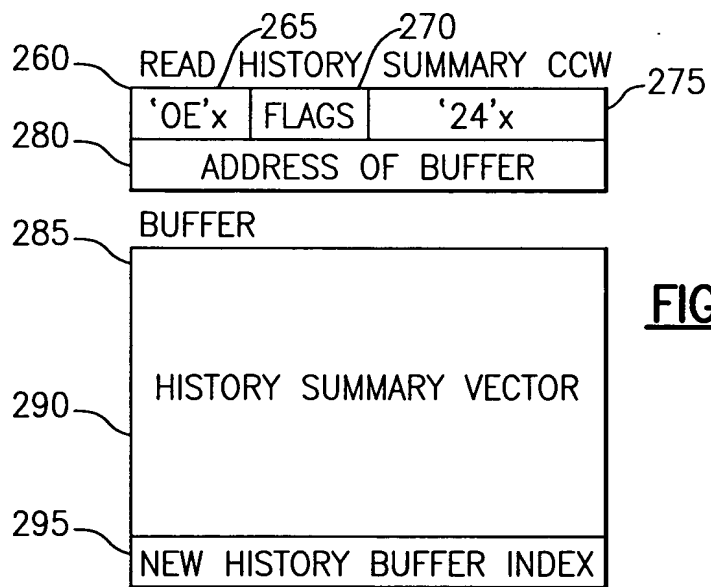 265 270
260 READ HISTORY SUMMARY CCW
'0E'x FLAGS '24'x 275
280 ADDRESS OF BUFFER
BUFFER
285
HISTORY SUMMARY VECTOR
FIG
290
295
NEW HISTORY BUFFER INDEX